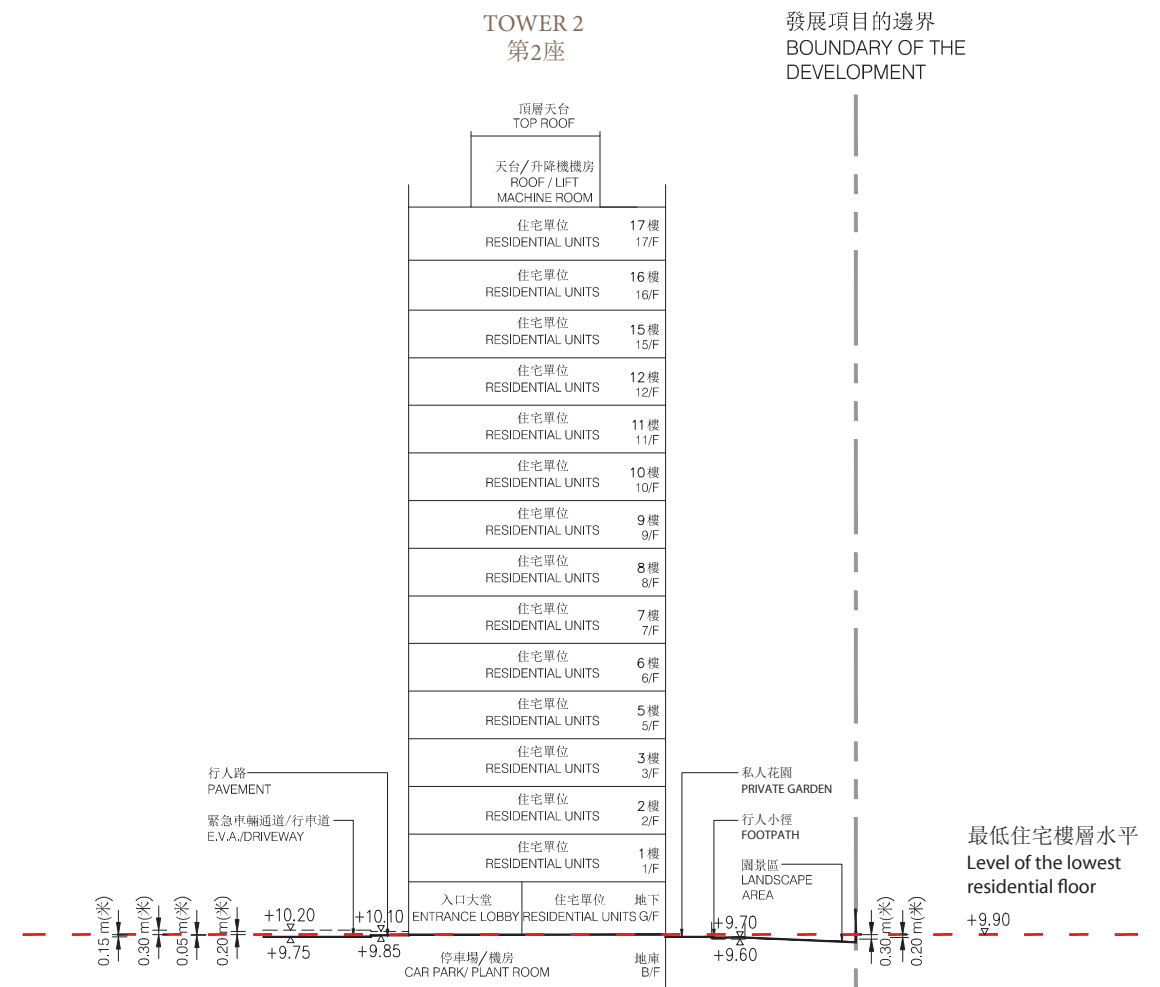 TOWER 2
第2座
發展項目的邊界
BOUNDARY OF THE
DEVELOPMENT
頂層天台
TOP ROOF
天台/升降機機房
ROOF / LIFT
MACHINE ROOM
住宅單位 17樓
RESIDENTIAL UNITS 17/F
住宅單位 16樓
RESIDENTIAL UNITS 16/F
住宅單位 15樓
RESIDENTIAL UNITS 15/F
住宅單位 12樓
RESIDENTIAL UNITS 12/F
住宅單位 11樓
RESIDENTIAL UNITS 11/F
住宅單位 10樓
RESIDENTIAL UNITS 10/F
住宅單位 9樓
RESIDENTIAL UNITS 9/F
住宅單位 8樓
RESIDENTIAL UNITS 8/F
住宅單位 7樓
RESIDENTIAL UNITS 7/F
住宅單位 6樓
RESIDENTIAL UNITS 6/F
住宅單位 5樓
RESIDENTIAL UNITS 5/F
住宅單位 3樓
RESIDENTIAL UNITS 3/F
住宅單位 2樓
RESIDENTIAL UNITS 2/F
住宅單位 1樓
RESIDENTIAL UNITS 1/F
入口大堂
ENTRANCE LOBBY
住宅單位 地下
RESIDENTIAL UNITS G/F
停車場/機房 地庫
CAR PARK/ PLANT ROOM B/F
行人路
PAVEMENT
緊急車輛通道/行車道
E.V.A./DRIVEWAY
私人花園
PRIVATE GARDEN
行人小徑
FOOTPATH
園景區
LANDSCAPE
AREA
最低住宅樓層水平
Level of the lowest
residential floor
+9.90
0.15 m(米)
0.30 m(米)
0.05 m(米)
0.20 m(米)
+10.20
+9.75
+10.10
+9.85
+9.70
+9.60
0.30 m(米)
0.20 m(米)